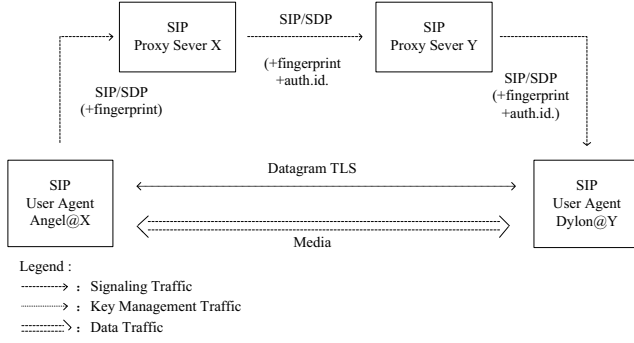 SIP
Proxy Sever X
SIP/SDP
(+fingerprint
+auth.id.
SIP
Proxy Sever Y
SIP/SDP
(+fingerprint)
SIP/SDP
(+fingerprint
+auth.id.)
SIP
User Agent
Angel@X
Datagram TLS
Media
SIP
User Agent
Dylon@Y
Legend :
: Signaling Traffic
: Key Management Traffic
: Data Traffic